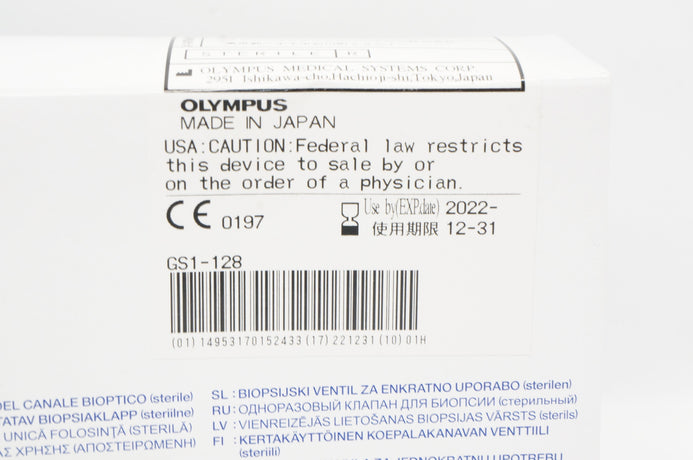 STERILE R
OLYMPUS MEDICAL SYSTEMS CORP.
2951 Ishikawa-cho, Hachioji-shi, Tokyo, Japan
OLYMPUS
MADE IN JAPAN
USA:CAUTION:Federal law restricts
this device to sale by or
on the order of a physician.
CE 0197
Use by(EXP.date) 2022-
使用期限 12-31
GS1-128
(01) 14953170152433 (17) 221231 (10) 01H
DEL CANALE BIOPTICO (sterile)
TATAV BIOPSIAKLAPP (steriilne)
UNICĂ FOLOSINŢĂ (STERILĂ)
ΑΣ ΧΡΗΣΗΣ (ΑΠΟΣΤΕΙΡΩΜΕΝΗ)
SL : BIOPSIJSKI VENTIL ZA ENKRATNO UPORABO (sterilen)
RU : ОДНОРАЗОВЫЙ КЛАПАН ДЛЯ БИОПСИИ (стерильный)
LV : VIENREIZĒJĀS LIETOŠANAS BIOPSIJAS VĀRSTS (sterils)
FI : KERTAKÄYTTÖINEN KOEPALAKANAVAN VENTTIILI
(steriili)